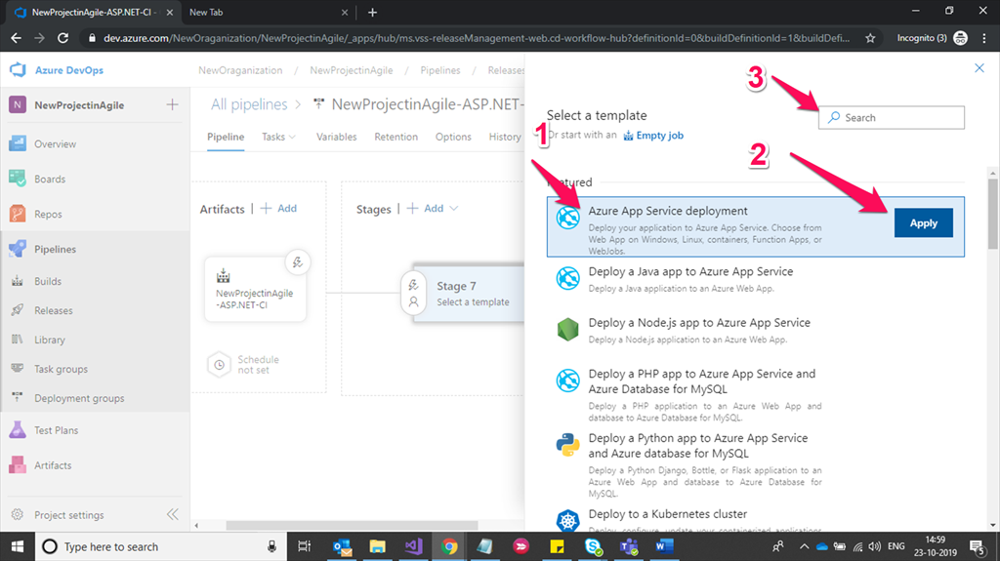 NewProjectinAgile-ASP.NET-CI -
New Tab
dev.azure.com/NewOraganization/NewProjectinAgile/_apps/hub/ms.vss-releaseManagement-web.cd-workflow-hub?definitionId=0&buildDefinitionId=1&buildDefi...
Incognito (3)
Azure DevOps
NewOraganization / NewProjectinAgile / Pipelines / Releases
N NewProjectinAgile
Overview
Boards
Repos
Pipelines
Builds
Releases
Library
Task groups
Deployment groups
Test Plans
Artifacts
Project settings
All pipelines > NewProjectinAgile-ASP.NET-
Pipeline Tasks Variables Retention Options History
Artifacts | + Add
Stages | + Add
NewProjectinAgile
-ASP.NET-CI
Schedule
not set
Stage 7
Select a template
Select a template
Or start with an Empty job
Search
1
2
3
Featured
Azure App Service deployment
Deploy your application to Azure App Service. Choose from
Web App on Windows, Linux, containers, Function Apps, or
WebJobs.
Apply
Deploy a Java app to Azure App Service
Deploy a Java application to an Azure Web App.
Deploy a Node.js app to Azure App Service
Deploy a Node.js application to an Azure Web App.
Deploy a PHP app to Azure App Service and
Azure Database for MySQL
Deploy a PHP application to an Azure Web App and
database to Azure Database for MySQL.
Deploy a Python app to Azure App Service
and Azure database for MySQL
Deploy a Python Django, Bottle, or Flask application to an
Azure Web App and database to Azure Database for
MySQL.
Deploy to a Kubernetes cluster
Deploy, configure, update your containerized applications
Type here to search
ENG
14:59
23-10-2019
5